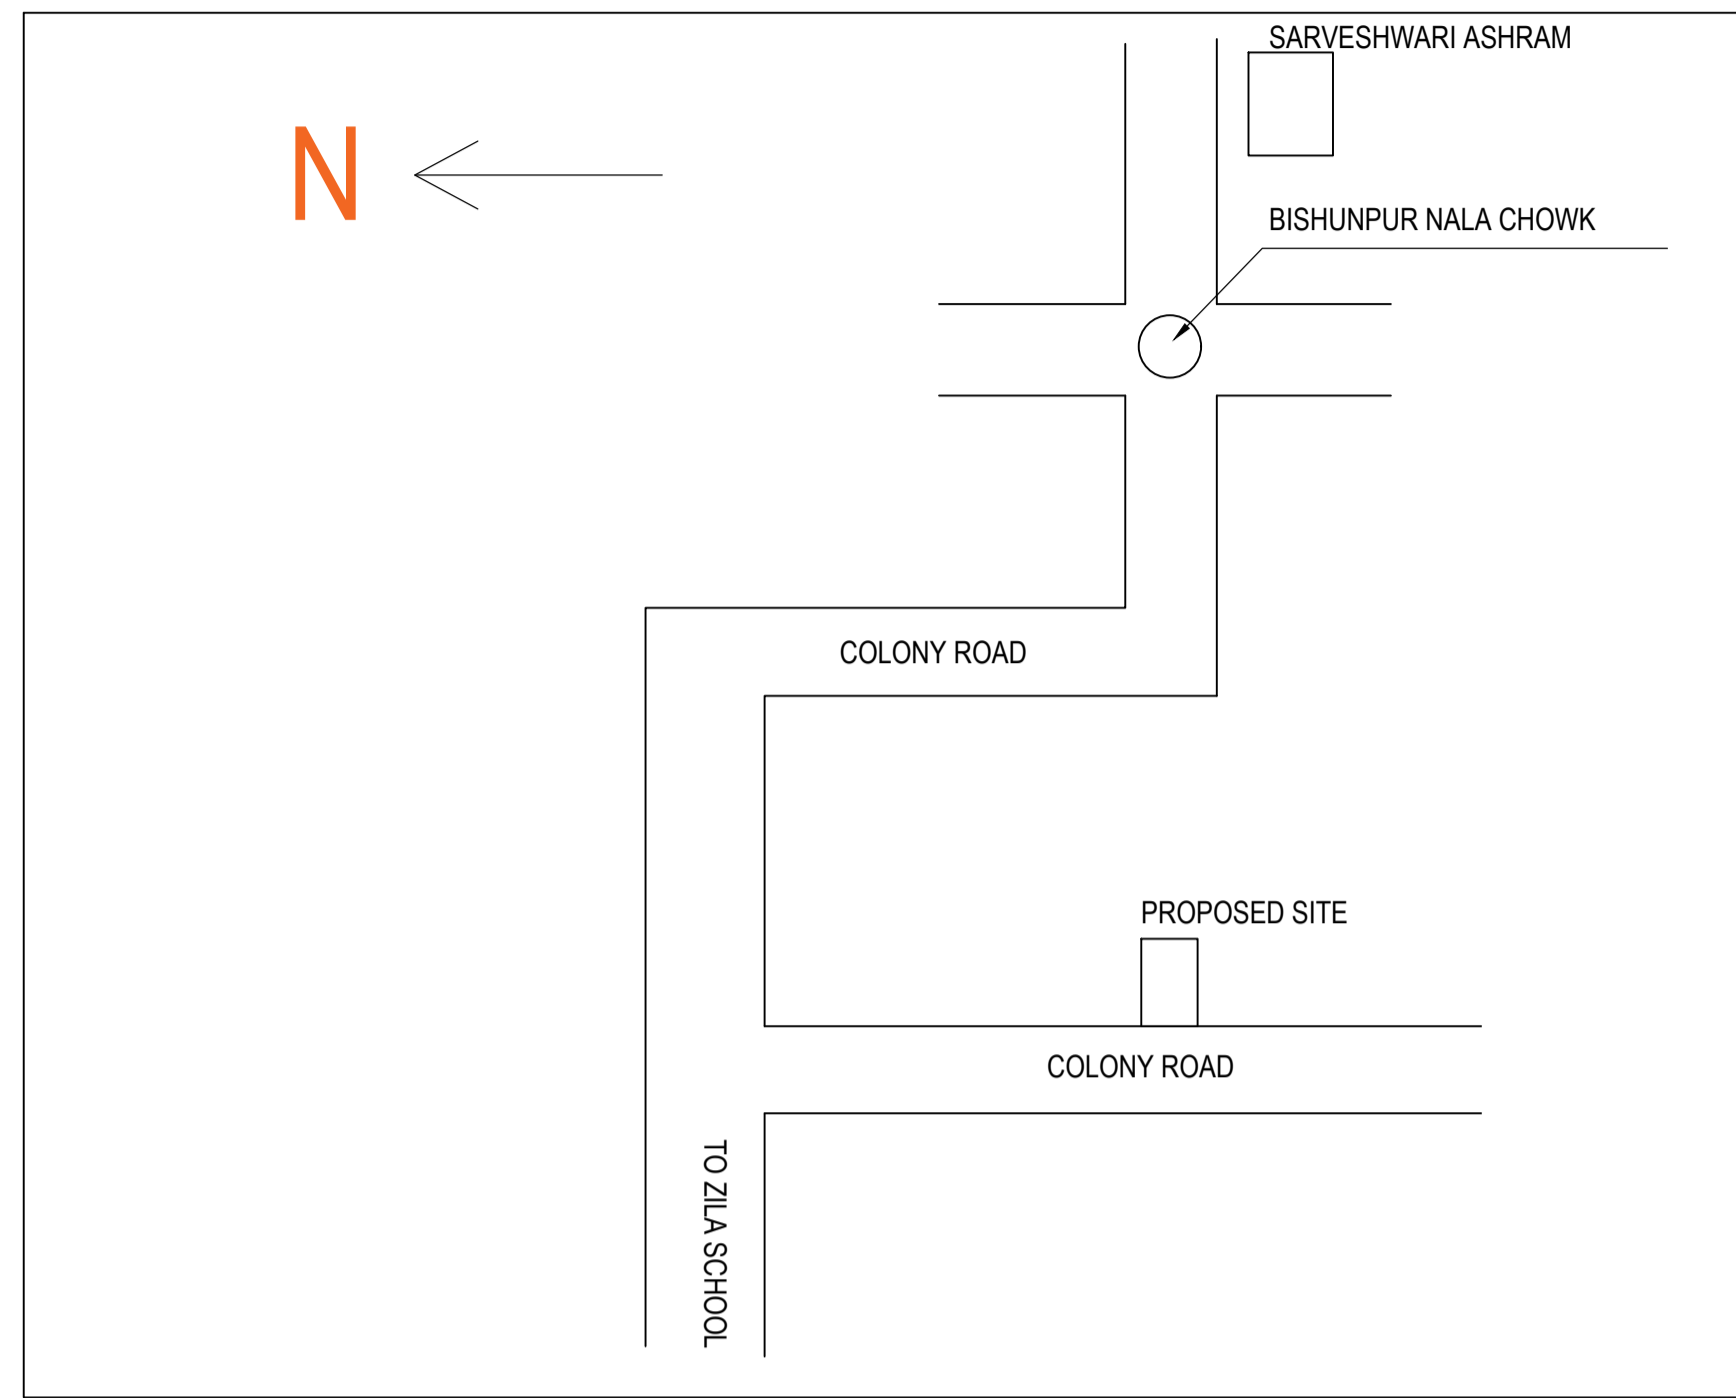 SARVESHWARI ASHRAM
N
BISHUNPUR NALA CHOWK
COLONY ROAD
PROPOSED SITE
COLONY ROAD
TO ZILA SCHOOL